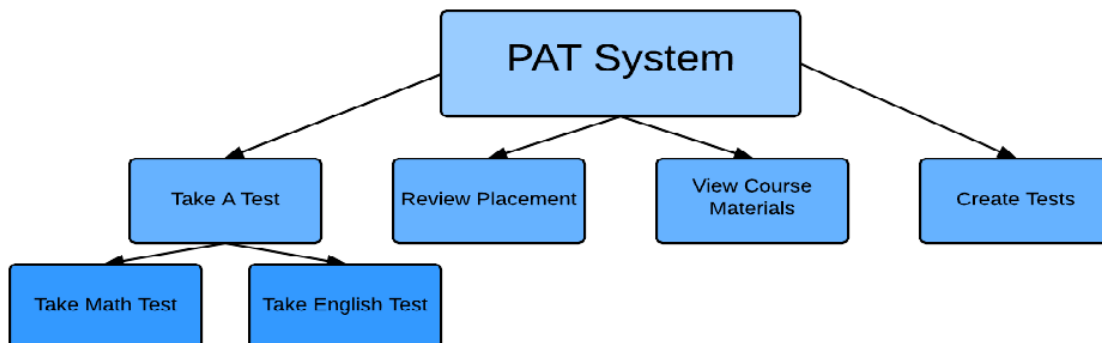 PAT System
Take A Test
Review Placement
View Course
Materials
Create Tests
Take Math Test
Take English Test